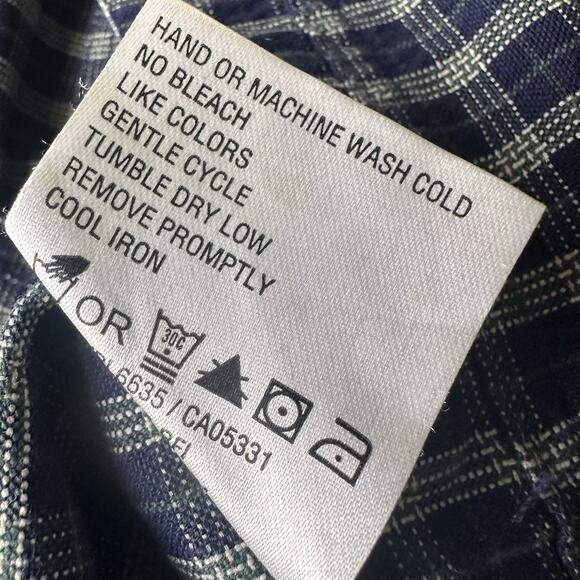 HAND OR MACHINE WASH COLD
NO BLEACH
LIKE COLORS
GENTLE CYCLE
TUMBLE DRY LOW
REMOVE PROMPTLY
COOL IRON
OR 30C
6635 / CA05331